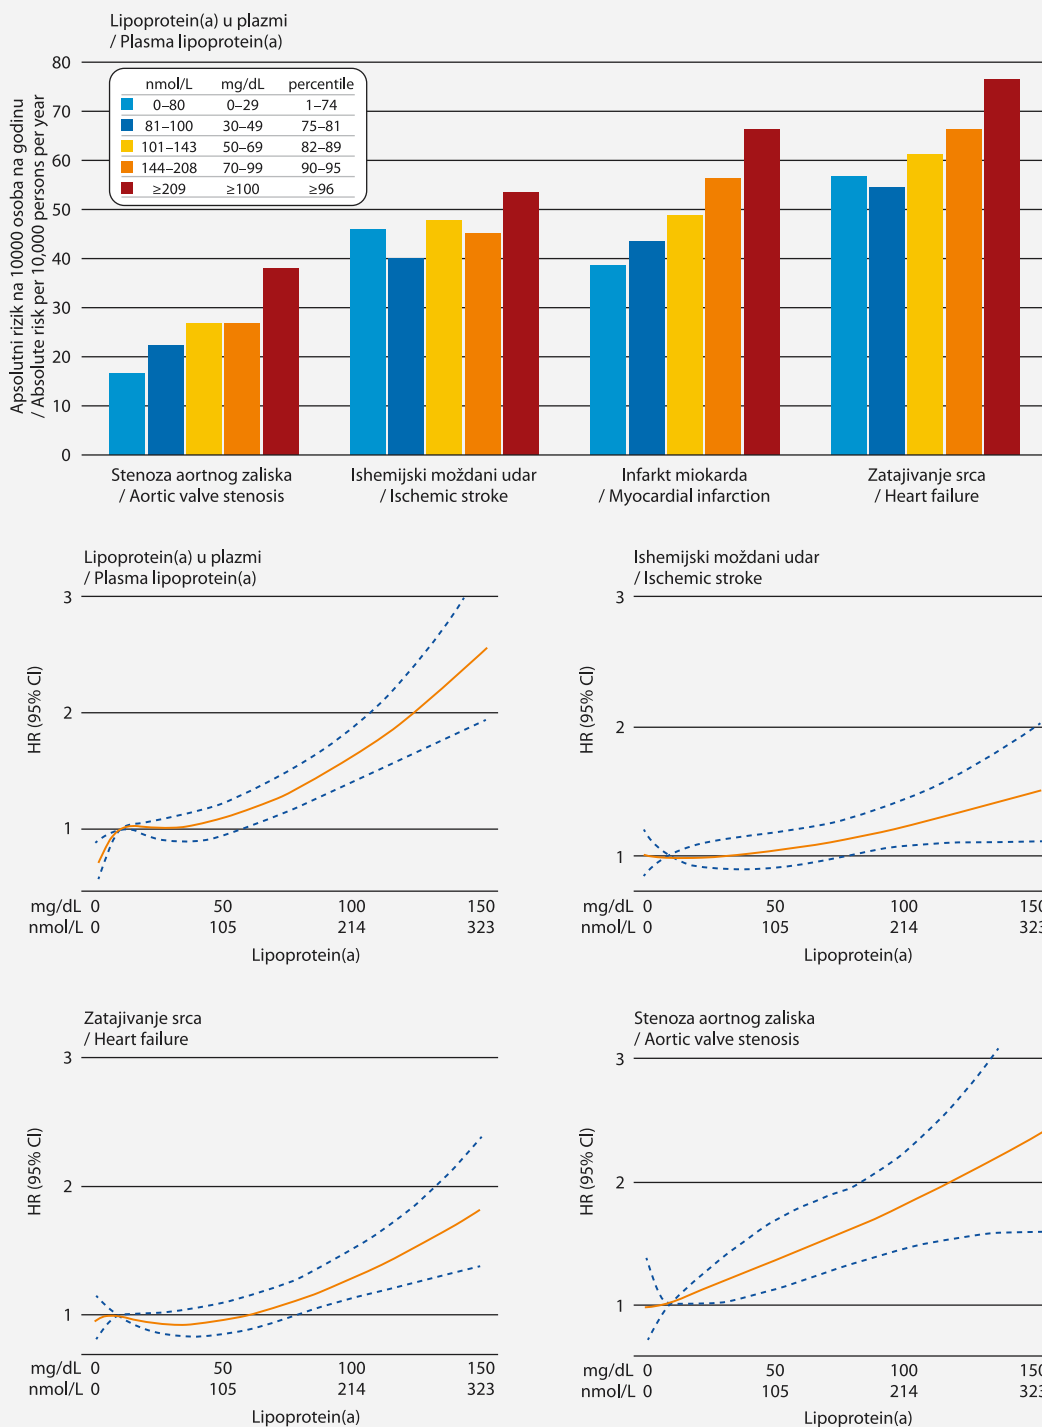 Lipoprotein(a) u plazmi
/ Plasma lipoprotein(a)
Apsolutni rizik na 10000 osoba na godinu
/ Absolute risk per 10,000 persons per year
80
70
60
50
40
30
20
10
0
nmol/L mg/dL percentile
0–80 0–29 1–74
81–100 30–49 75–81
101–143 50–69 82–89
144–208 70–99 90–95
≥209 ≥100 ≥96
Stenoza aortnog zaliska
/ Aortic valve stenosis
Ishemijski moždani udar
/ Ischemic stroke
Infarkt miokarda
/ Myocardial infarction
Zatajivanje srca
/ Heart failure
Lipoprotein(a) u plazmi
/ Plasma lipoprotein(a)
HR (95% CI)
3
2
1
mg/dL 0 50 100 150
nmol/L 0 105 214 323
Lipoprotein(a)
Ishemijski moždani udar
/ Ischemic stroke
HR (95% CI)
3
2
1
mg/dL 0 50 100 150
nmol/L 0 105 214 323
Lipoprotein(a)
Zatajivanje srca
/ Heart failure
HR (95% CI)
3
2
1
mg/dL 0 50 100 150
nmol/L 0 105 214 323
Lipoprotein(a)
Stenoza aortnog zaliska
/ Aortic valve stenosis
HR (95% CI)
3
2
1
mg/dL 0 50 100 150
nmol/L 0 105 214 323
Lipoprotein(a)